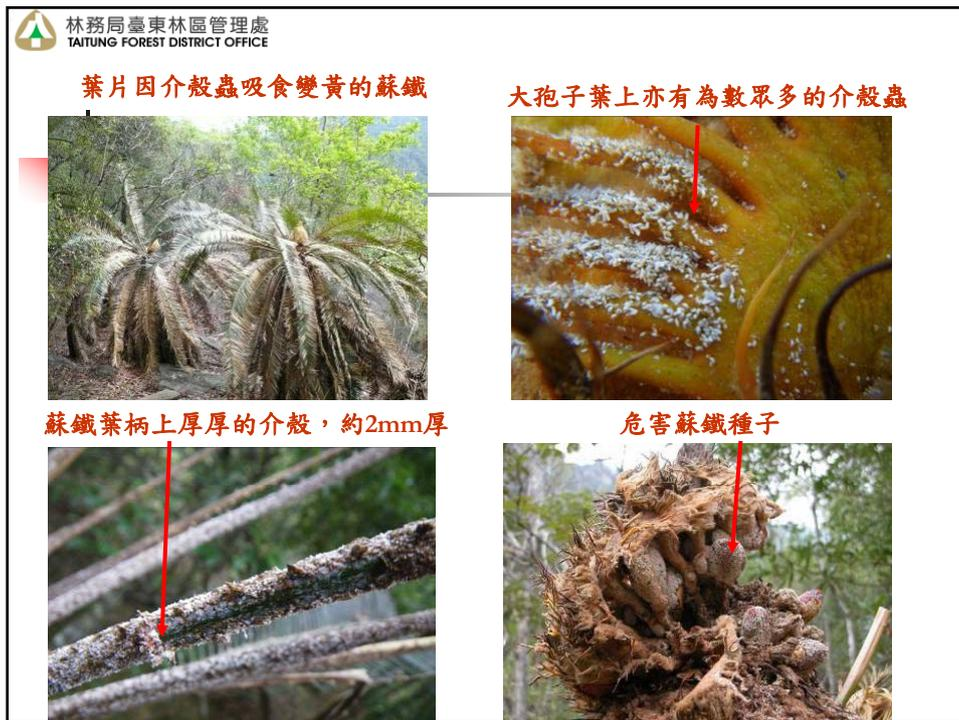 林務局臺東林區管理處
TAITUNG FOREST DISTRICT OFFICE
葉片因介殼蟲吸食變黃的蘇鐵
大孢子葉上亦有為數眾多的介殼蟲
蘇鐵葉柄上厚厚的介殼，約2mm厚
危害蘇鐵種子